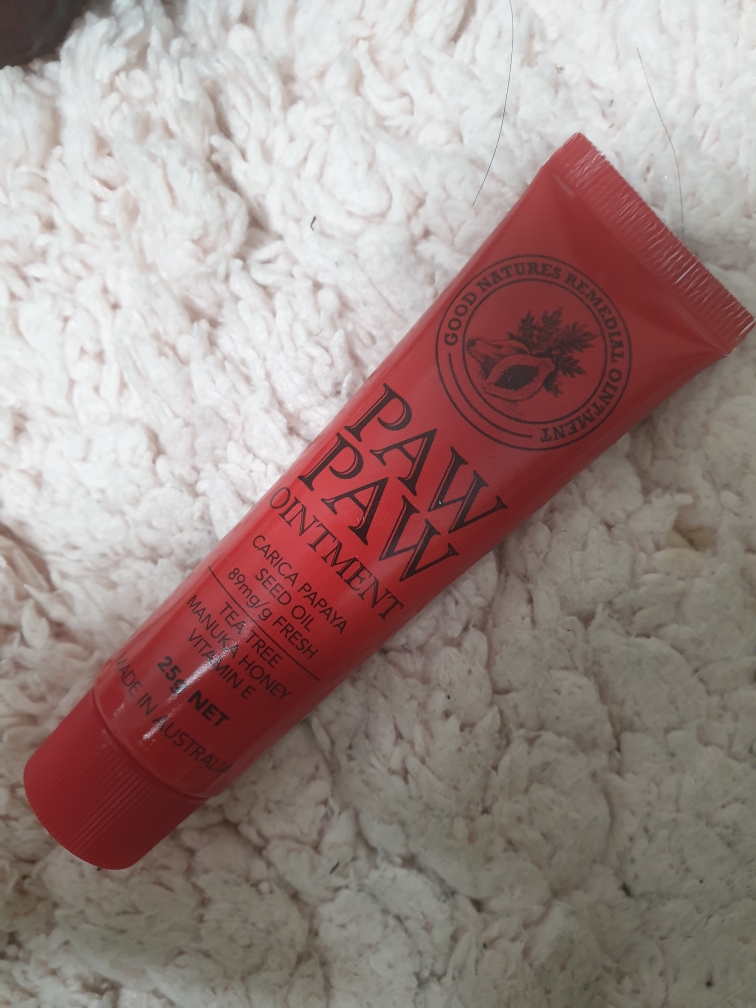 GOOD NATURES REMEDIAL OINTMENT
PAW
PAW
OINTMENT
CARICA PAPAYA
SEED OIL
89mg/g FRESH
TEA TREE
MANUKA HONEY
VITAMIN E
25g NET
MADE IN AUSTRALIA